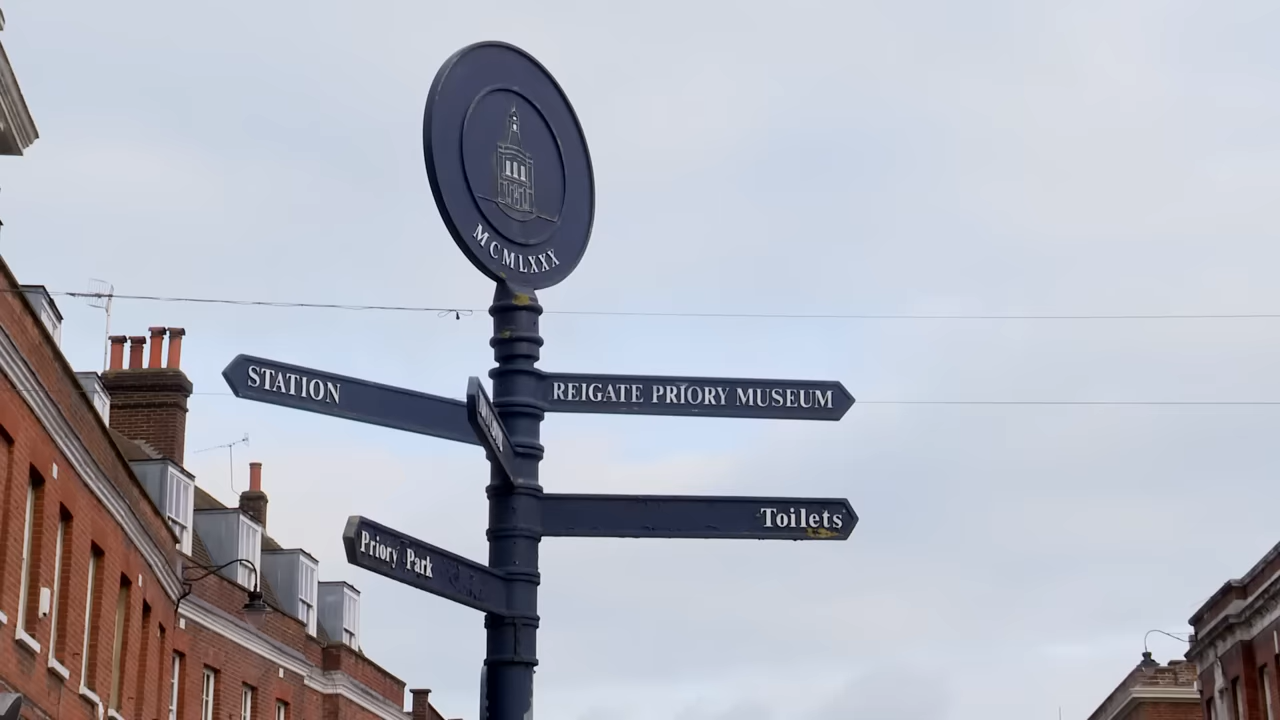 MCMLXXX
STATION
REIGATE PRIORY MUSEUM
Toilets
Priory Park